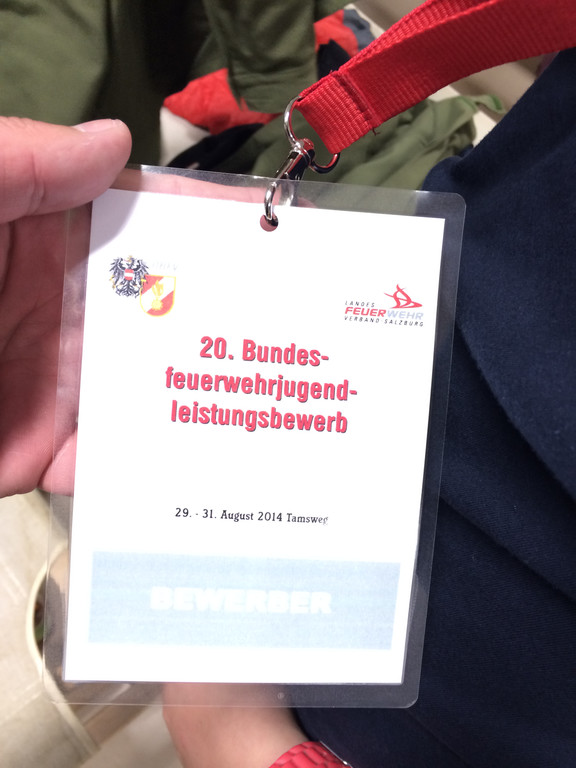 LANDES
FEUERWEHR
VERBAND SALZBURG
20. Bundes-
feuerwehrjugend-
leistungsbewerb
29. - 31. August 2014 Tamsweg
BEWERBER